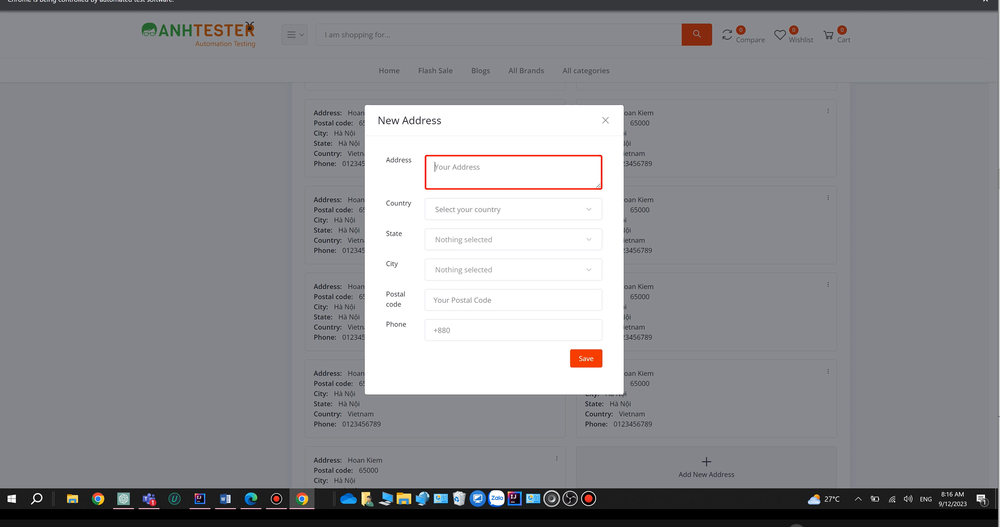 Chrome is being controlled by automated test software.
ANHTESTER
Automation Testing
I am shopping for...
0
Compare
0
Wishlist
0
Cart
Home
Flash Sale
Blogs
All Brands
All categories
Address: Hoan
Postal code: 65
City: Hà Nội
State: Hà Nội
Country: Vietn
Phone: 012345
oan Kiem
65000
ội
ietnam
23456789
Address: Hoan
Postal code: 65
City: Hà Nội
State: Hà Nội
Country: Vietn
Phone: 012345
oan Kiem
65000
ội
ietnam
23456789
Address: Hoan
Postal code: 65
City: Hà Nội
State: Hà Nội
Country: Vietn
Phone: 012345
oan Kiem
65000
ội
ietnam
23456789
Address: Hoan
Postal code: 65
City: Hà Nội
State: Hà Nội
Country: Vietnam
Phone: 0123456789
oan Kiem
65000
City: Hà Nội
State: Hà Nội
Country: Vietnam
Phone: 0123456789
Address: Hoan Kiem
Postal code: 65000
City: Hà Nội
Add New Address
New Address
Address
Your Address
Country
Select your country
State
Nothing selected
City
Nothing selected
Postal code
Your Postal Code
Phone
+880
Save
Zalo
27°C
ENG
8:16 AM
9/12/2023
1